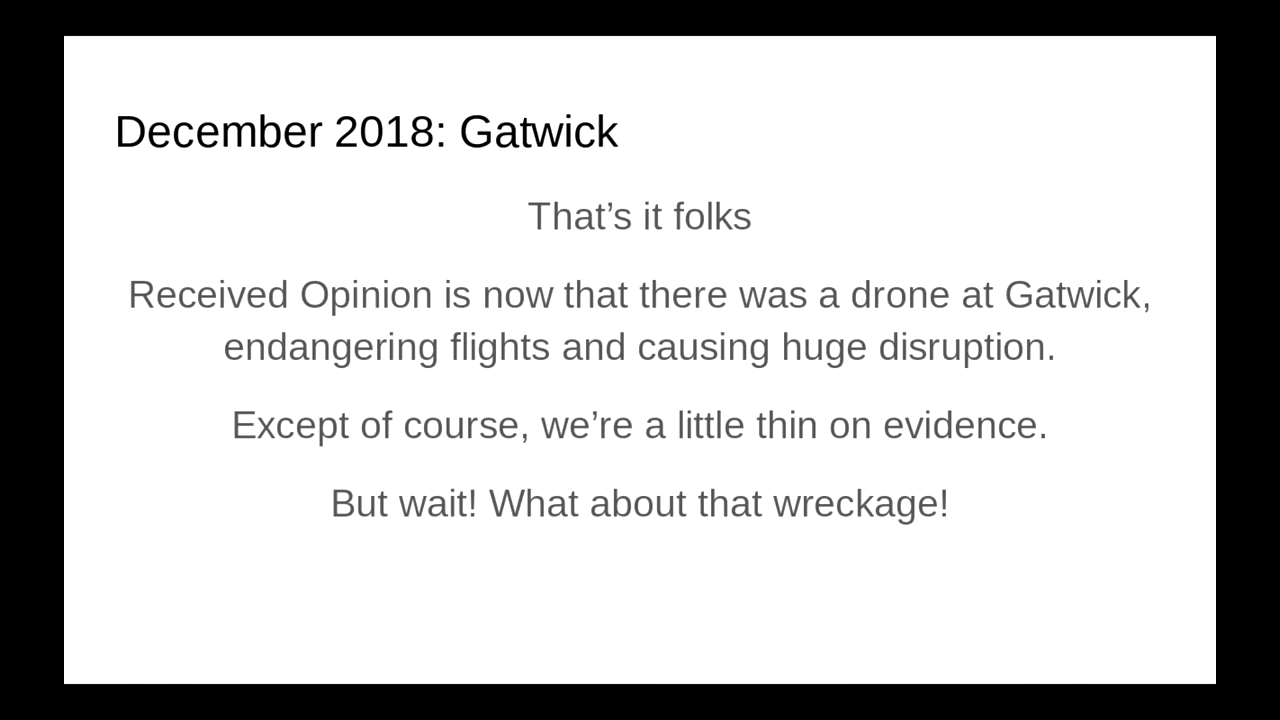 December 2018: Gatwick
That’s it folks
Received Opinion is now that there was a drone at Gatwick,
endangering flights and causing huge disruption.
Except of course, we’re a little thin on evidence.
But wait! What about that wreckage!